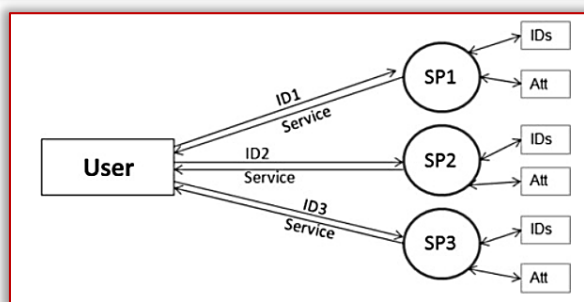 IDs
ID1
SP1
Service
Att
User
ID2
SP2
Service
IDs
Att
ID3
Service
SP3
IDs
Att